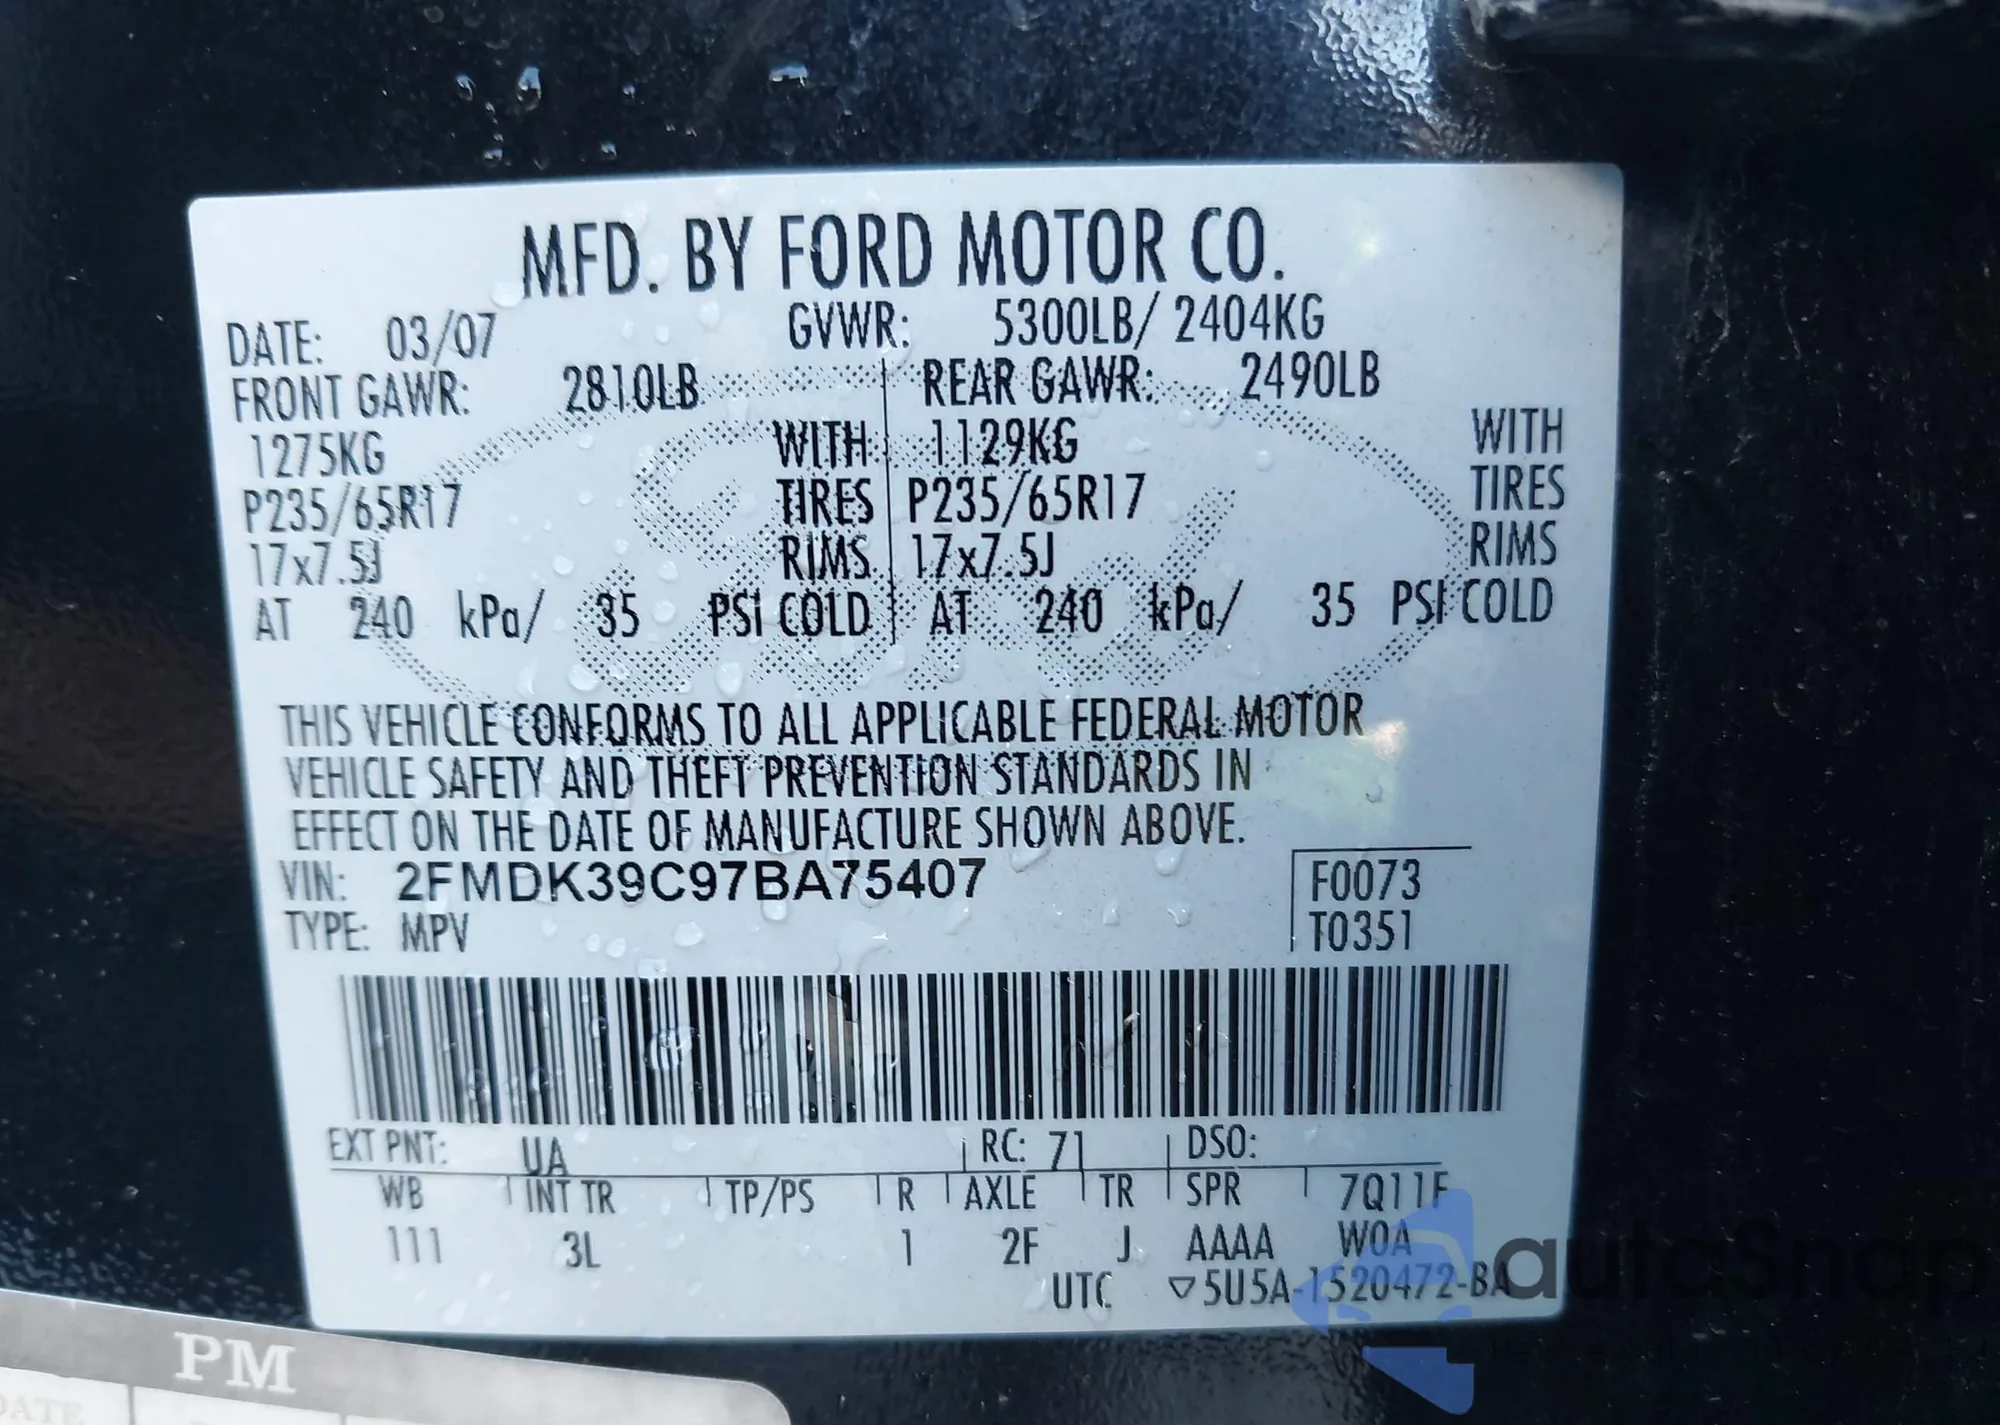 MFD. BY FORD MOTOR CO.
DATE: 03/07 GVWR: 5300LB/ 2404KG
FRONT GAWR: 2810LB REAR GAWR: 2490LB
1275KG WITH 1129KG WITH
P235/65R17 TIRES P235/65R17 TIRES
17x7.5J RIMS 17x7.5J RIMS
AT 240 kPa/ 35 PSI COLD AT 240 kPa/ 35 PSI COLD
THIS VEHICLE CONFORMS TO ALL APPLICABLE FEDERAL MOTOR
VEHICLE SAFETY AND THEFT PREVENTION STANDARDS IN
EFFECT ON THE DATE OF MANUFACTURE SHOWN ABOVE.
VIN: 2FMDK39C97BA75407 F0073
TYPE: MPV T0351
EXT PNT: UA RC: 71 DSO:
WB INT TR TP/PS R AXLE TR SPR 7Q11F
111 3L 1 2F J AAAA W0A
UTC ▽5U5A-1520472-BA
autoSnap
PM
DATE